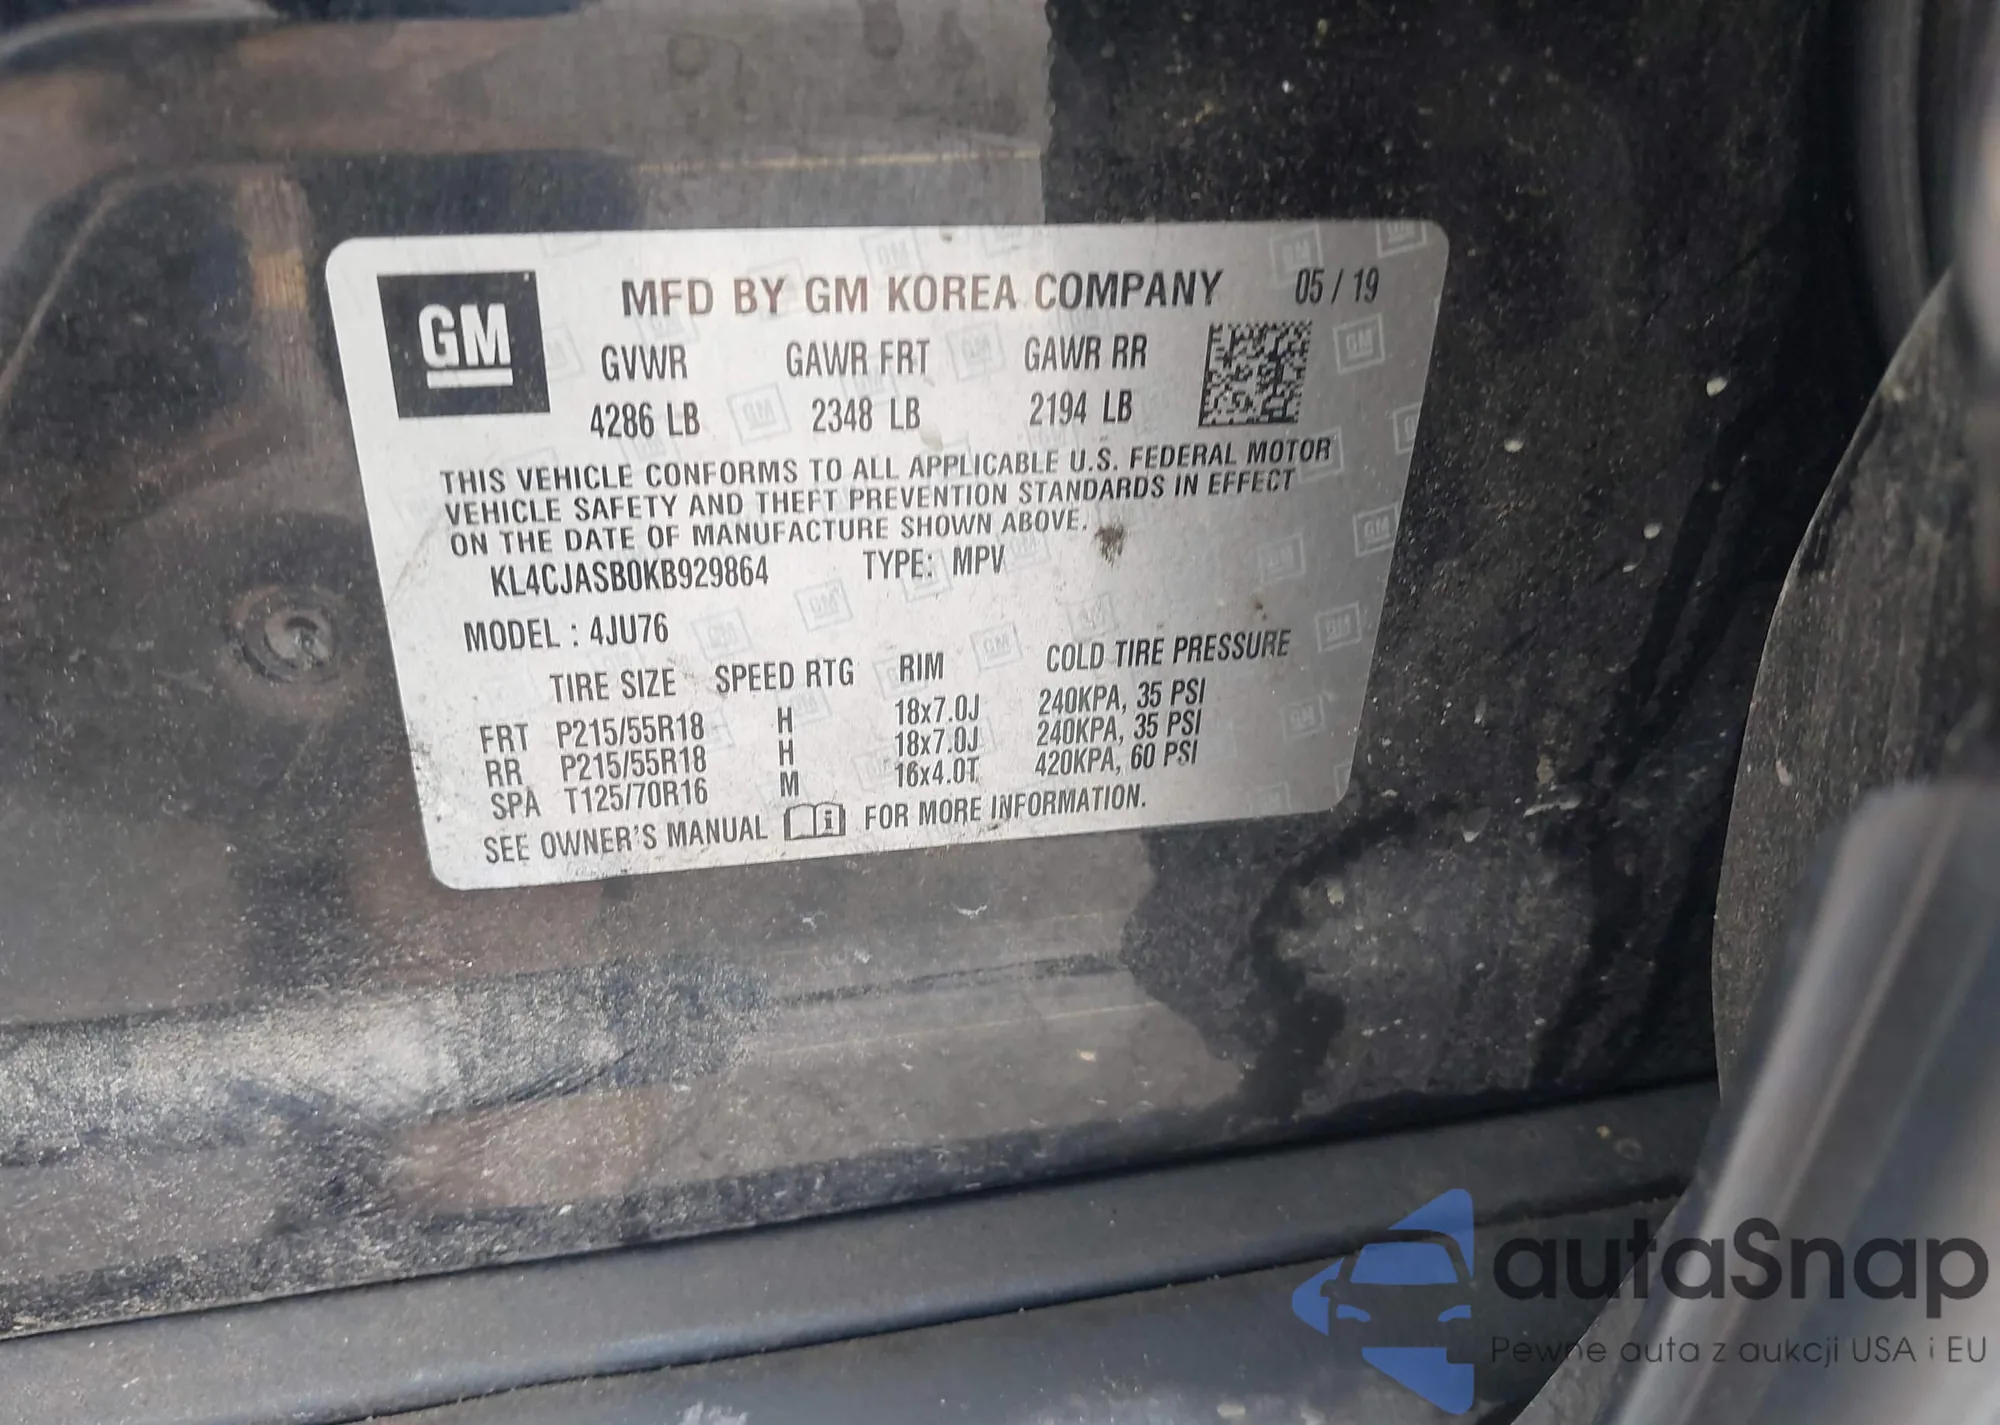 GM
MFD BY GM KOREA COMPANY 05 / 19
GVWR GAWR FRT GAWR RR
4286 LB 2348 LB 2194 LB
THIS VEHICLE CONFORMS TO ALL APPLICABLE U.S. FEDERAL MOTOR
VEHICLE SAFETY AND THEFT PREVENTION STANDARDS IN EFFECT
ON THE DATE OF MANUFACTURE SHOWN ABOVE.
KL4CJASB0KB929864 TYPE: MPV
MODEL : 4JU76
TIRE SIZE SPEED RTG RIM COLD TIRE PRESSURE
FRT P215/55R18 H 18x7.0J 240KPA, 35 PSI
RR P215/55R18 H 18x7.0J 240KPA, 35 PSI
SPA T125/70R16 M 16x4.0T 420KPA, 60 PSI
SEE OWNER'S MANUAL FOR MORE INFORMATION.
autaSnap
Pewne auta z aukcji USA i EU